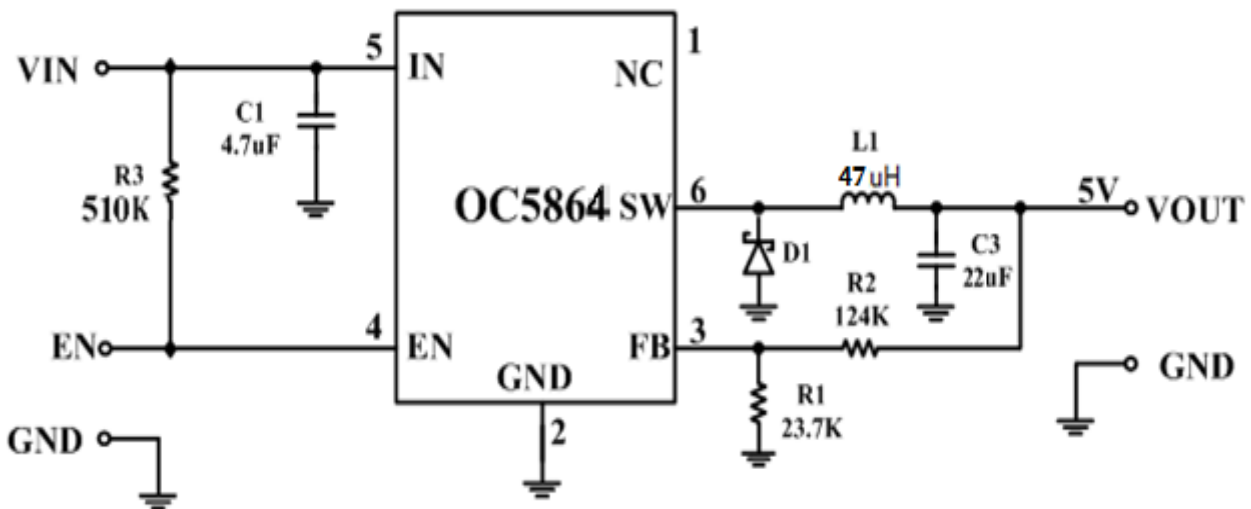 VIN
5
IN
1
NC
C1
4.7uF
R3
510K
OC5864
SW
6
L1
47uH
5V
VOUT
D1
C3
22uF
R2
124K
EN
4
EN
FB
3
GND
2
R1
23.7K
GND
GND